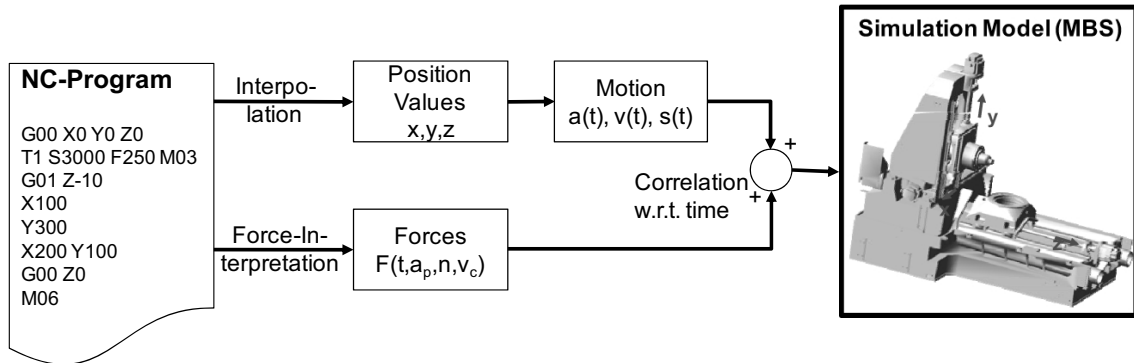 NC-Program
G00 X0 Y0 Z0
T1 S3000 F250 M03
G01 Z-10
X100
Y300
X200 Y100
G00 Z0
M06
Interpo-
lation
Position
Values
x,y,z
Motion
a(t), v(t), s(t)
Force-In-
terpretation
Forces
F(t,aₚ,n,v_c)
Correlation
w.r.t. time
+
+
Simulation Model (MBS)
y